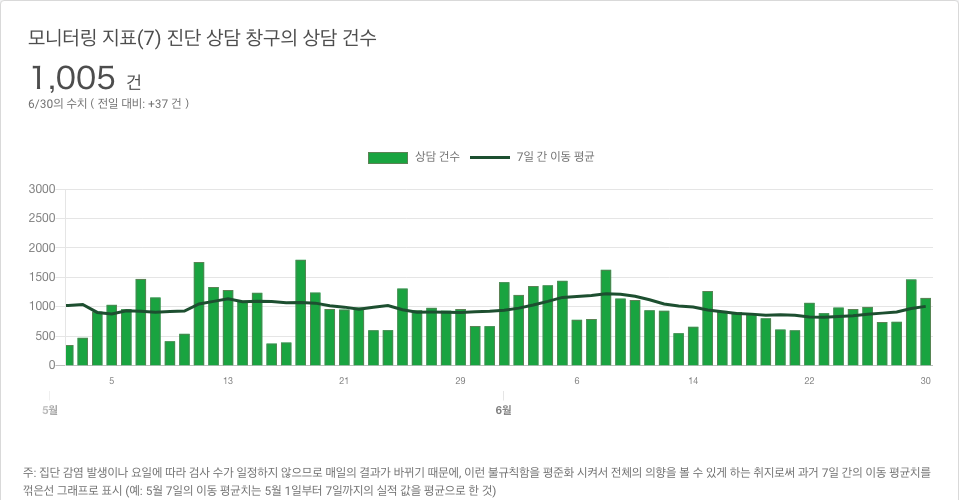 모니터링 지표(7) 진단 상담 창구의 상담 건수
1,005 건
6/30의 수치 ( 전일 대비: +37 건 )
상담 건수 7일 간 이동 평균
3000
2500
2000
1500
1000
500
0
5 13 21 29 6 14 22 30
5월 6월
주: 집단 감염 발생이나 요일에 따라 검사 수가 일정하지 않으므로 매일의 결과가 바뀌기 때문에, 이런 불규칙함을 평준화 시켜서 전체의 의향을 볼 수 있게 하는 취지로써 과거 7일 간의 이동 평균치를
꺾은선 그래프로 표시 (예: 5월 7일의 이동 평균치는 5월 1일부터 7일까지의 실적 값을 평균으로 한 것)